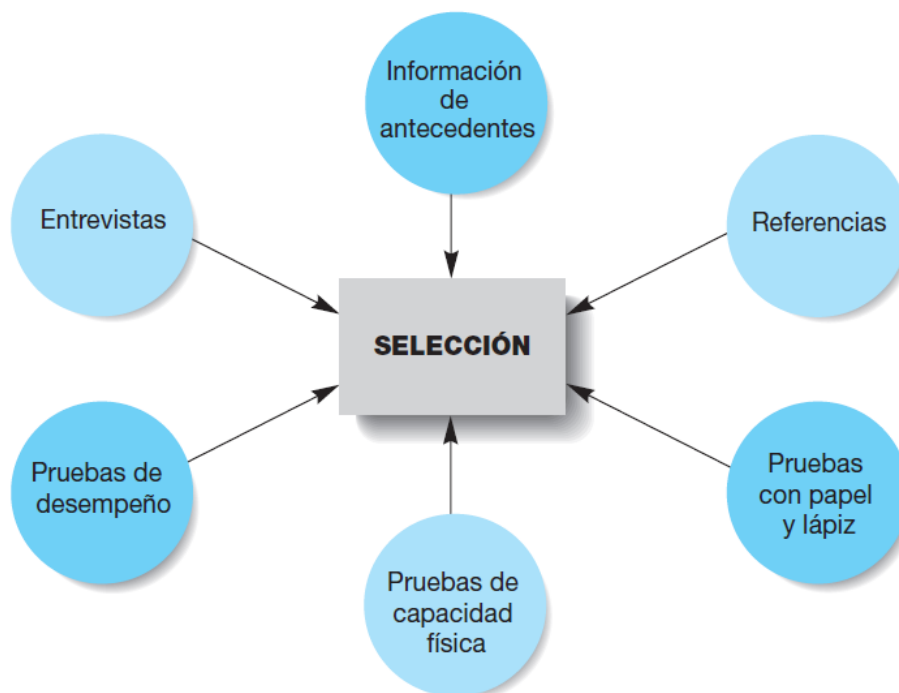 Información
de
antecedentes
Entrevistas
Referencias
SELECCIÓN
Pruebas de
desempeño
Pruebas
con papel
y lápiz
Pruebas de
capacidad
física